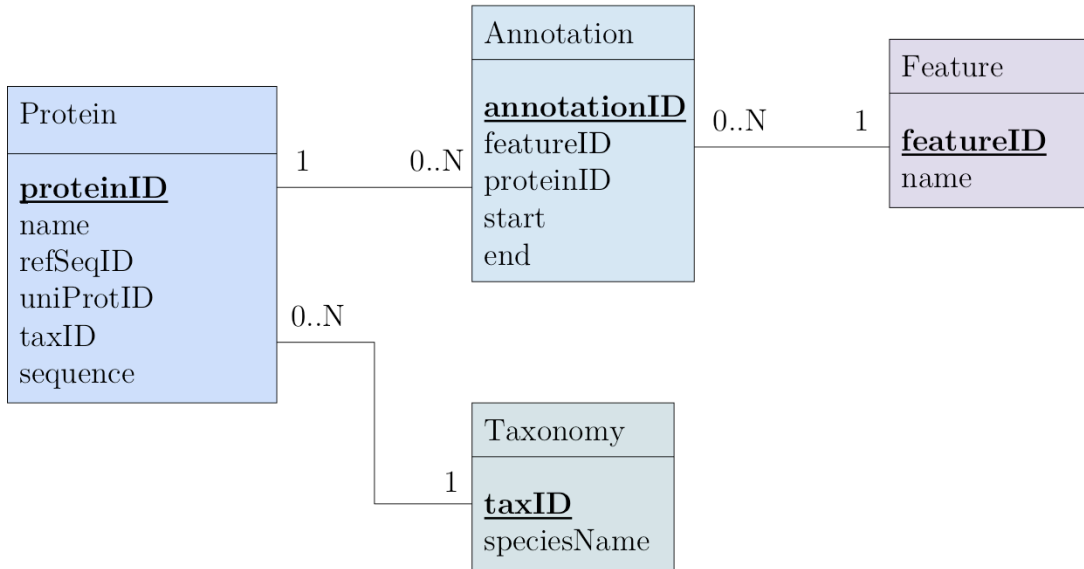 Protein
proteinID
name
refSeqID
uniProtID
taxID
sequence
1
0..N
Annotation
annotationID
featureID
proteinID
start
end
0..N
1
Feature
featureID
name
0..N
1
Taxonomy
taxID
speciesName